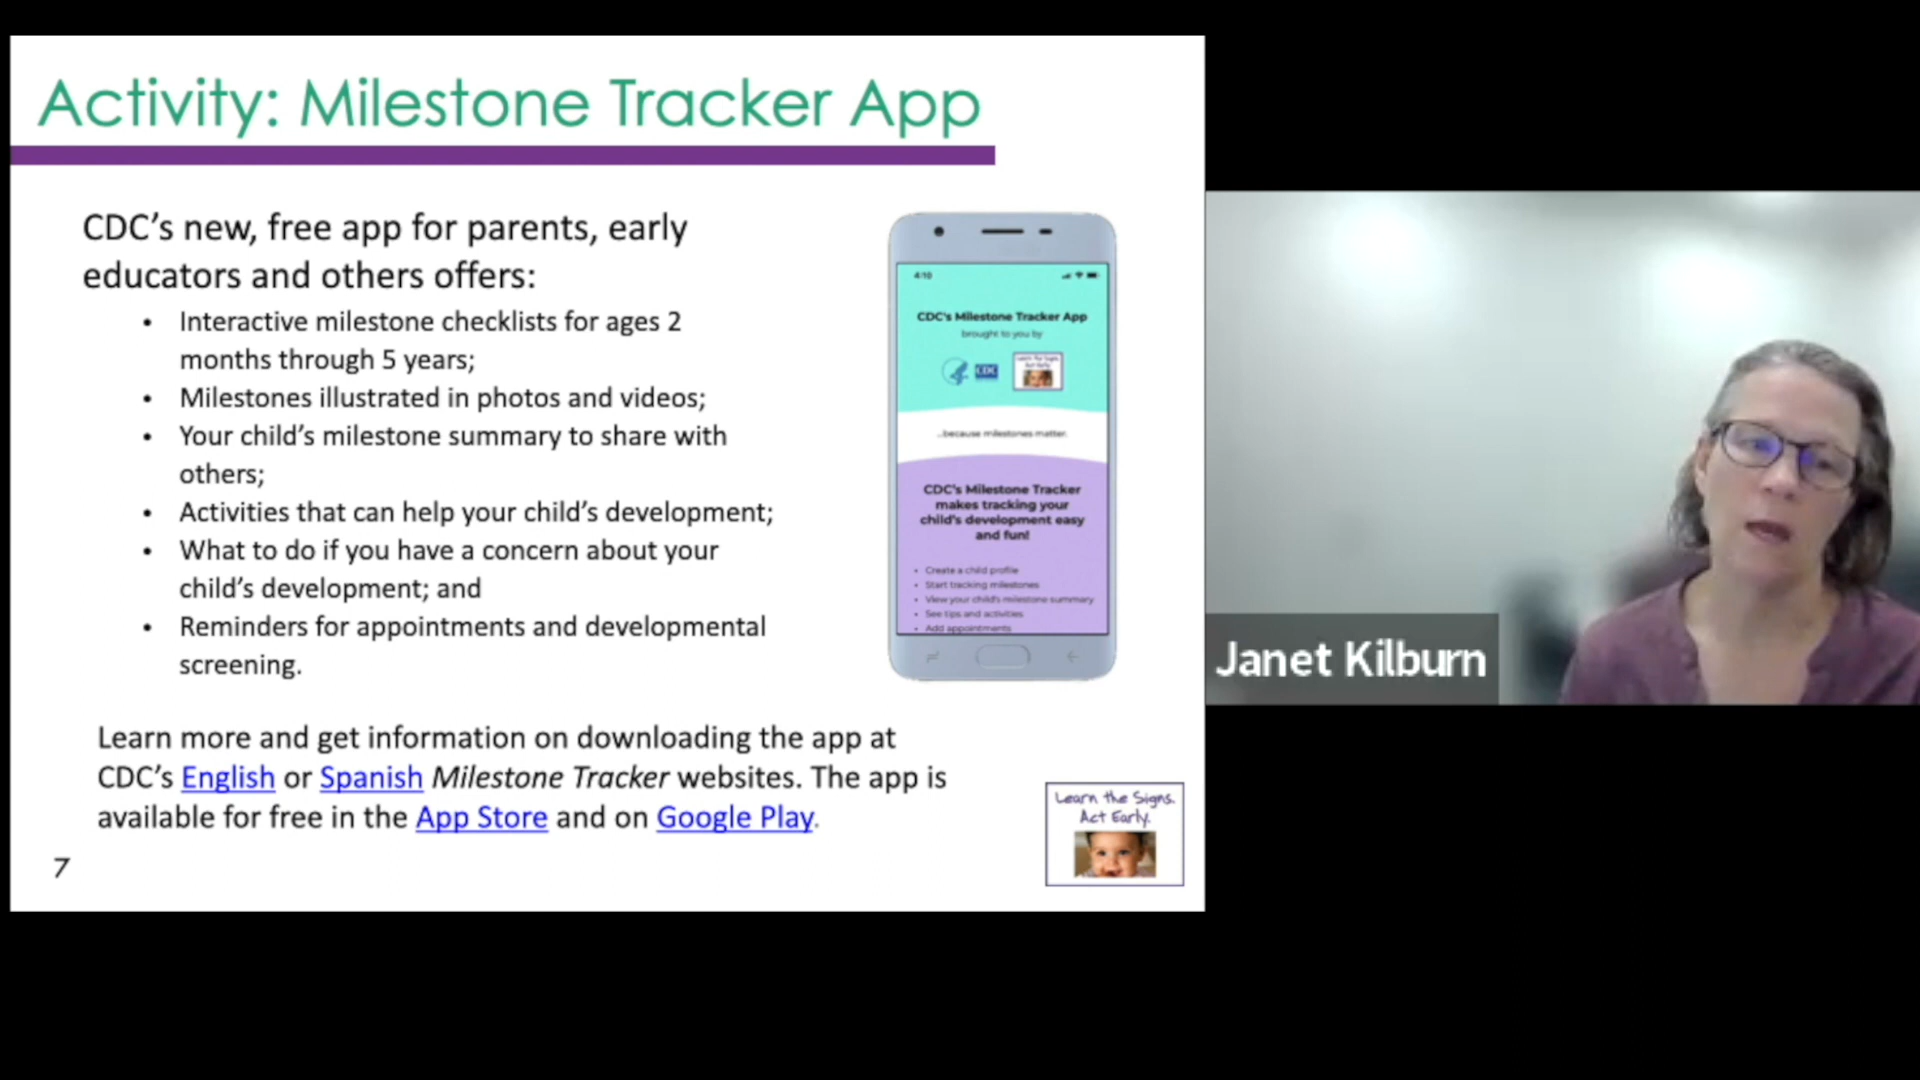 Activity: Milestone Tracker App
CDC's new, free app for parents, early
educators and others offers:
• Interactive milestone checklists for ages 2
months through 5 years;
• Milestones illustrated in photos and videos;
• Your child's milestone summary to share with
others;
• Activities that can help your child's development;
• What to do if you have a concern about your
child's development; and
• Reminders for appointments and developmental
screening.
Learn more and get information on downloading the app at
CDC's English or Spanish Milestone Tracker websites. The app is
available for free in the App Store and on Google Play.
7
4:10
CDC's Milestone Tracker App
brought to you by
CDC
Learn the Signs.
Act Early.
...because milestones matter.
CDC's Milestone Tracker
makes tracking your
child's development easy
and fun!
• Create a child profile
• Start tracking milestones
• View your child's milestone summary
• See tips and activities
• Add appointments
Learn the Signs.
Act Early.
Janet Kilburn